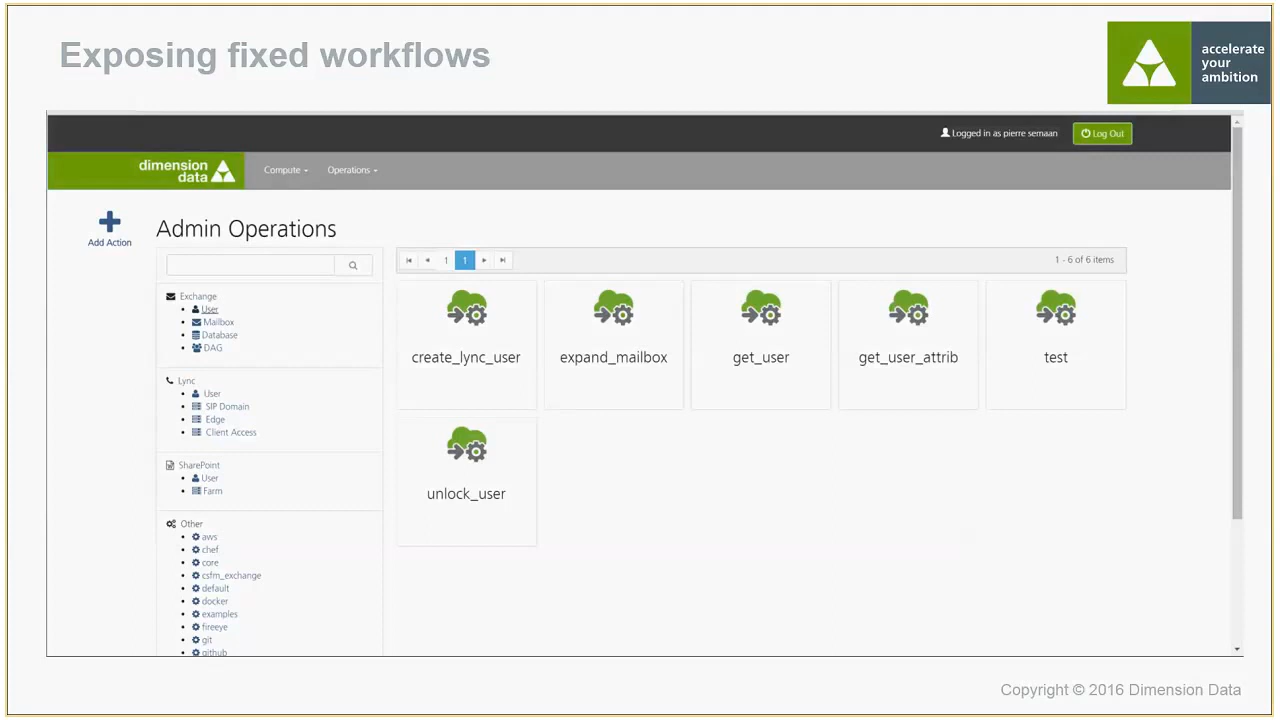 Exposing fixed workflows
accelerate
your
ambition
Logged in as pierre semaan
Log Out
dimension
data
Compute
Operations
Add Action
Admin Operations
1 1
1 - 6 of 6 items
Exchange
User
Mailbox
Database
DAG
Lync
User
SIP Domain
Edge
Client Access
SharePoint
User
Farm
Other
aws
chef
core
csfm_exchange
default
docker
examples
fireeye
git
github
create_lync_user
expand_mailbox
get_user
get_user_attrib
test
unlock_user
Copyright © 2016 Dimension Data